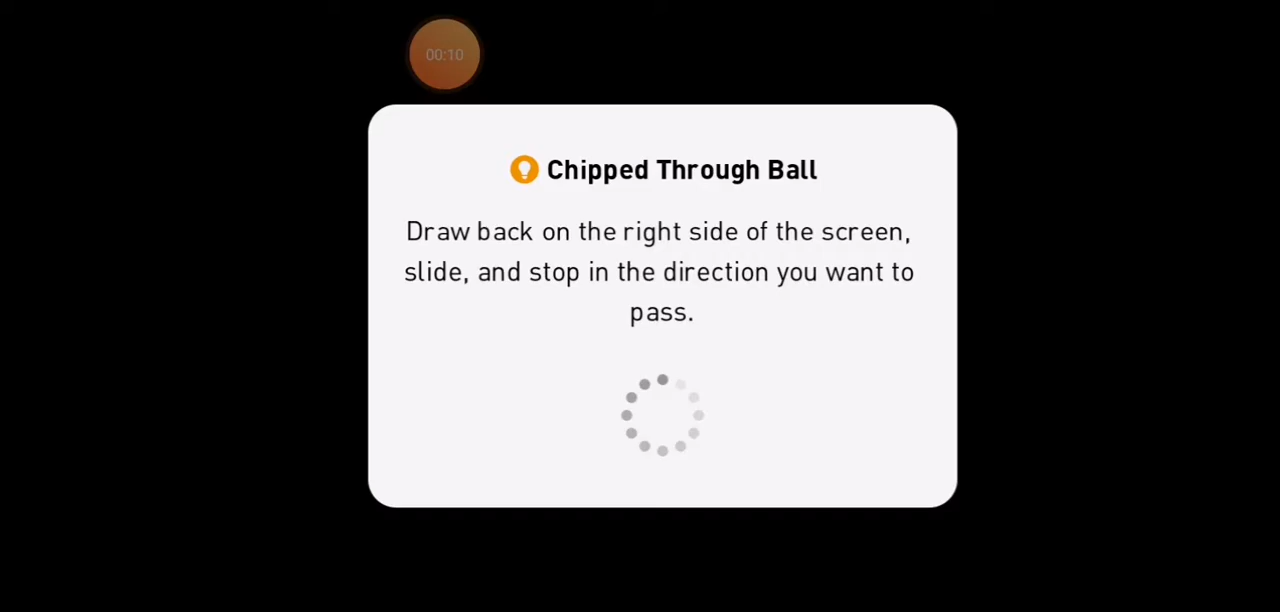 00:10
Chipped Through Ball
Draw back on the right side of the screen,
slide, and stop in the direction you want to
pass.